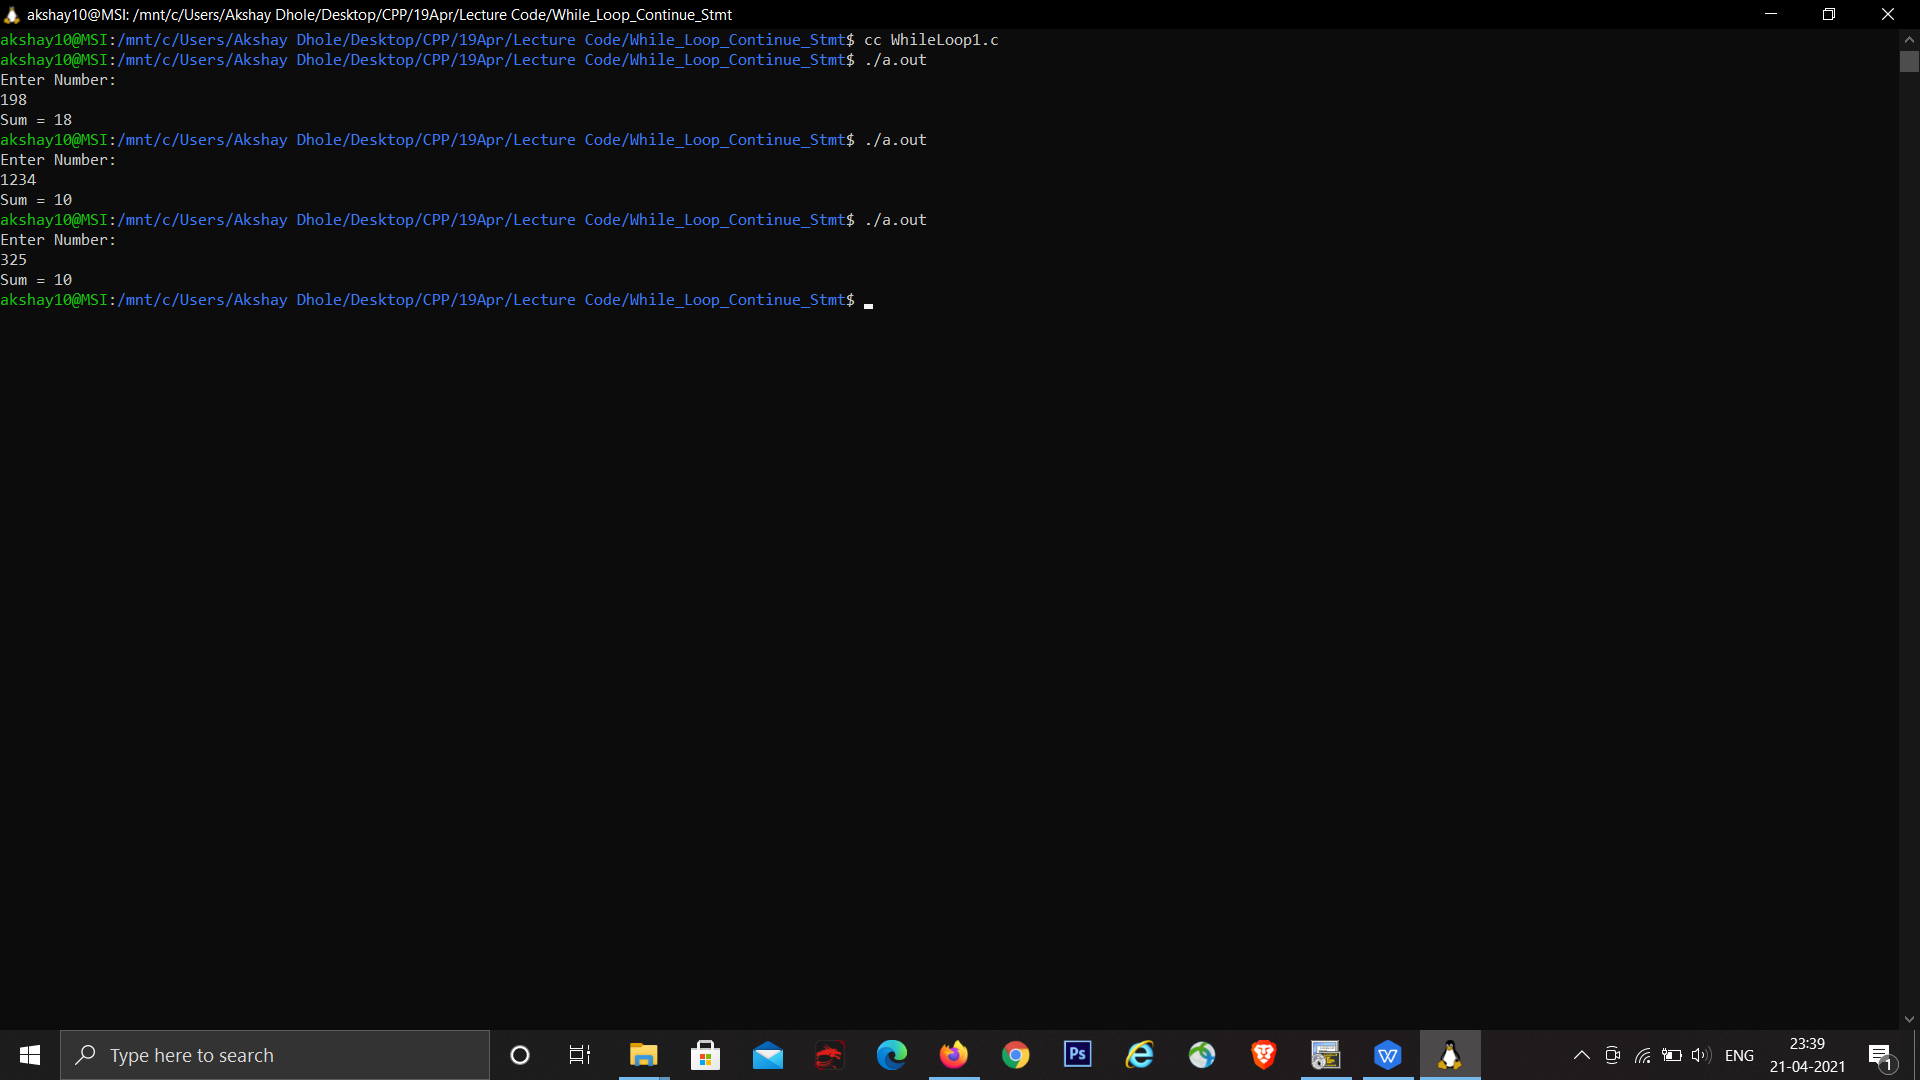 akshay10@MSI: /mnt/c/Users/Akshay Dhole/Desktop/CPP/19Apr/Lecture Code/While_Loop_Continue_Stmt
akshay10@MSI:/mnt/c/Users/Akshay Dhole/Desktop/CPP/19Apr/Lecture Code/While_Loop_Continue_Stmt$ cc WhileLoop1.c
akshay10@MSI:/mnt/c/Users/Akshay Dhole/Desktop/CPP/19Apr/Lecture Code/While_Loop_Continue_Stmt$ ./a.out
Enter Number:
198
Sum = 18
akshay10@MSI:/mnt/c/Users/Akshay Dhole/Desktop/CPP/19Apr/Lecture Code/While_Loop_Continue_Stmt$ ./a.out
Enter Number:
1234
Sum = 10
akshay10@MSI:/mnt/c/Users/Akshay Dhole/Desktop/CPP/19Apr/Lecture Code/While_Loop_Continue_Stmt$ ./a.out
Enter Number:
325
Sum = 10
akshay10@MSI:/mnt/c/Users/Akshay Dhole/Desktop/CPP/19Apr/Lecture Code/While_Loop_Continue_Stmt$
Type here to search
Ps
W
ENG
23:39
21-04-2021
1